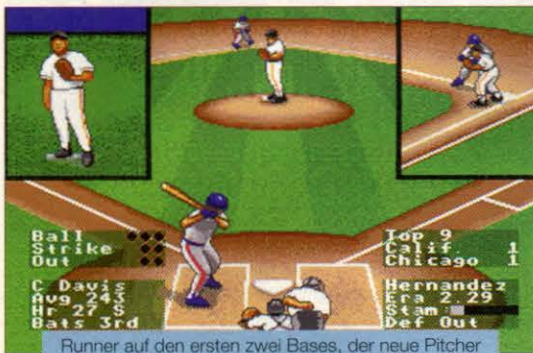 Ball
Strike
Out
C Davis
Avg 243
Hr 27 S
Bats 3rd
Top 9
Calif. 1
Chicago 1
Hernandez
Era 2.29
Stam
Def Out
Runner auf den ersten zwei Bases, der neue Pitcher